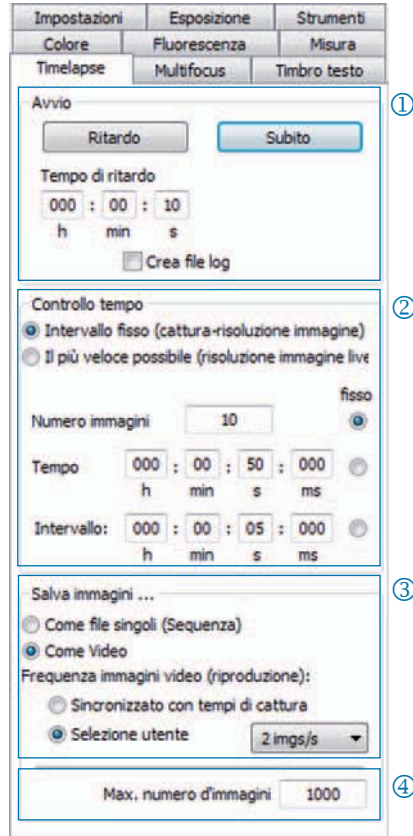 Impostazioni Esposizione Strumenti
Colore Fluorescenza Misura
Timelapse Multifocus Timbro testo
Avvio
①
Ritardo Subito
Tempo di ritardo
000 : 00 : 10
h min s
Crea file log
Controllo tempo
②
Intervallo fisso (cattura-risoluzione immagine)
Il più veloce possibile (risoluzione immagine live
fisso
Numero immagini 10
Tempo 000 : 00 : 50 : 000
h min s ms
Intervallo: 000 : 00 : 05 : 000
h min s ms
Salva immagini ...
③
Come file singoli (Sequenza)
Come Video
Frequenza immagini video (riproduzione):
Sincronizzato con tempi di cattura
Selezione utente 2 imgs/s
④
Max. numero d'immagini 1000